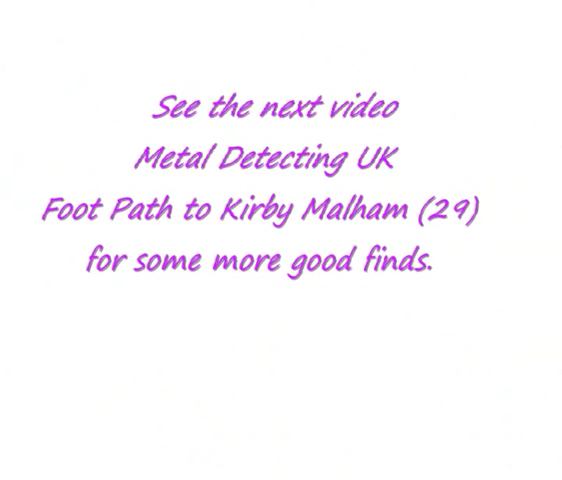 See the next video
Metal Detecting UK
Foot Path to Kirby Malham (29)
for some more good finds.